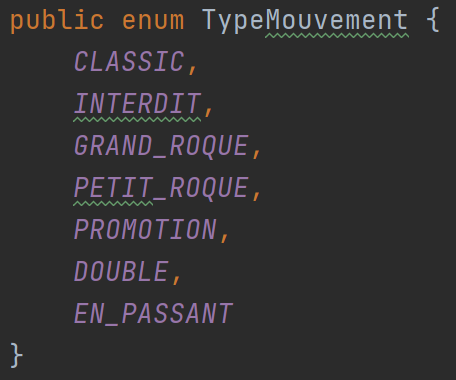 public enum TypeMouvement {
CLASSIC,
INTERDIT,
GRAND_ROQUE,
PETIT_ROQUE,
PROMOTION,
DOUBLE,
EN_PASSANT
}